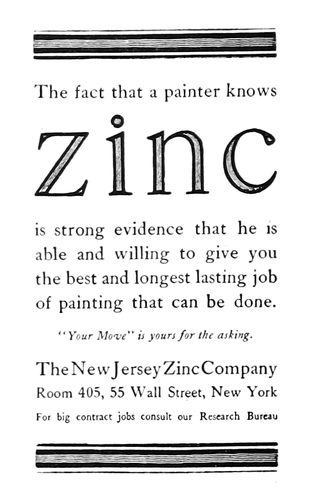 The fact that a painter knows
zinc
is strong evidence that he is
able and willing to give you
the best and longest lasting job
of painting that can be done.
"Your Move" is yours for the asking.
The New Jersey Zinc Company
Room 405, 55 Wall Street, New York
For big contract jobs consult our Research Bureau